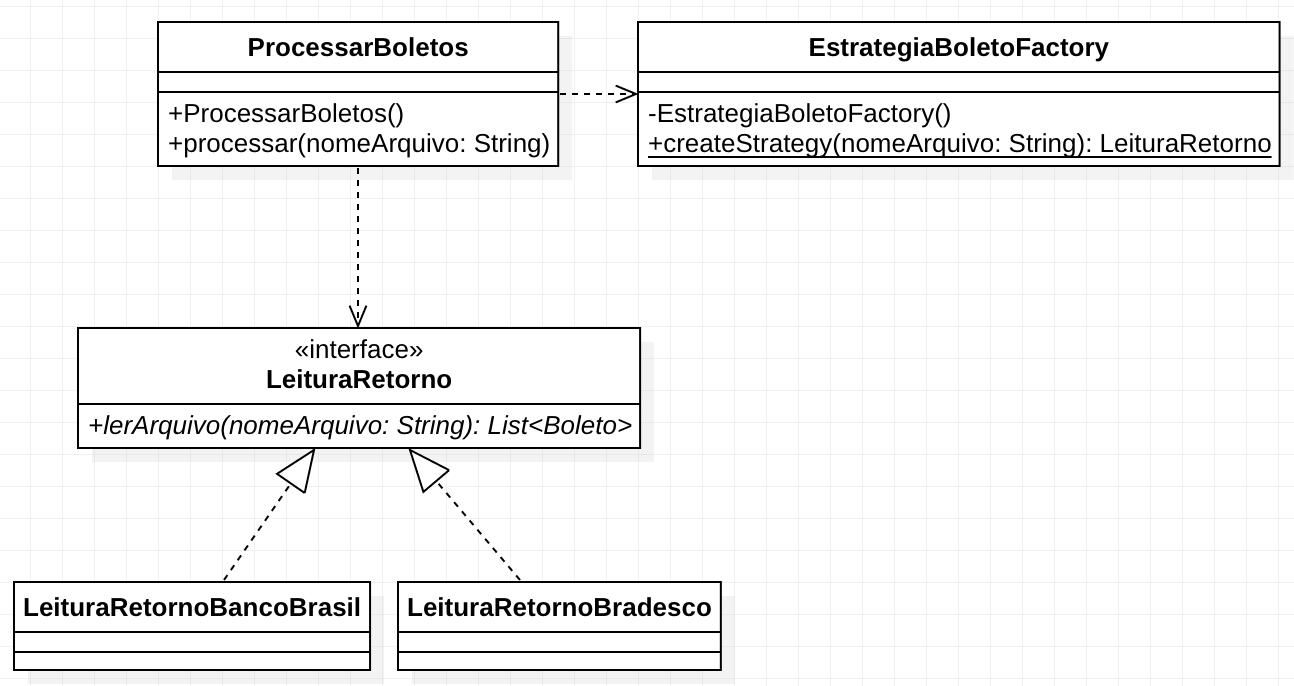 ProcessarBoletos
+ProcessarBoletos()
+processar(nomeArquivo: String)
EstrategiaBoletoFactory
-EstrategiaBoletoFactory()
+createStrategy(nomeArquivo: String): LeituraRetorno
«interface»
LeituraRetorno
+lerArquivo(nomeArquivo: String): List<Boleto>
LeituraRetornoBancoBrasil
LeituraRetornoBradesco